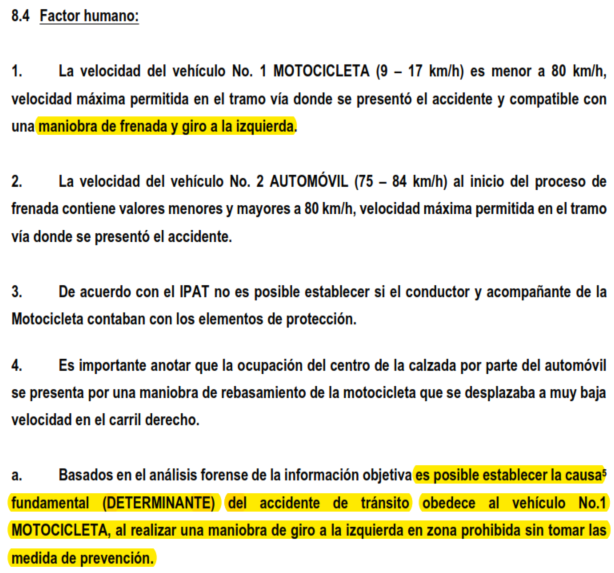 8.4 Factor humano:
1. La velocidad del vehículo No. 1 MOTOCICLETA (9 – 17 km/h) es menor a 80 km/h,
velocidad máxima permitida en el tramo vía donde se presentó el accidente y compatible con
una maniobra de frenada y giro a la izquierda.
2. La velocidad del vehículo No. 2 AUTOMÓVIL (75 – 84 km/h) al inicio del proceso de
frenada contiene valores menores y mayores a 80 km/h, velocidad máxima permitida en el tramo
vía donde se presentó el accidente.
3. De acuerdo con el IPAT no es posible establecer si el conductor y acompañante de la
Motocicleta contaban con los elementos de protección.
4. Es importante anotar que la ocupación del centro de la calzada por parte del automóvil
se presenta por una maniobra de rebasamiento de la motocicleta que se desplazaba a muy baja
velocidad en el carril derecho.
a. Basados en el análisis forense de la información objetiva es posible establecer la causa⁵
fundamental (DETERMINANTE) del accidente de tránsito obedece al vehículo No.1
MOTOCICLETA, al realizar una maniobra de giro a la izquierda en zona prohibida sin tomar las
medida de prevención.